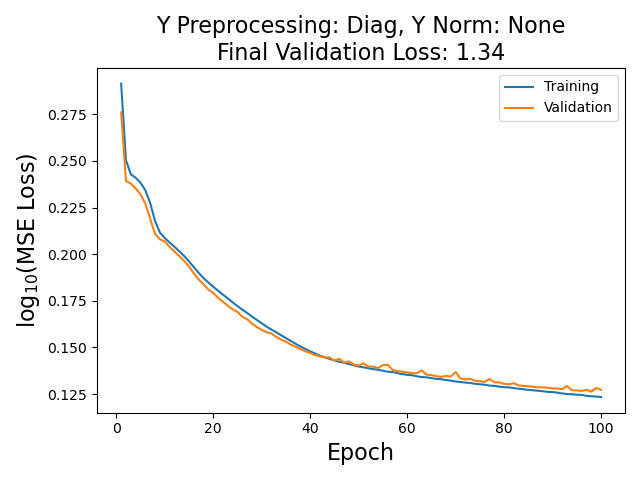 Y Preprocessing: Diag, Y Norm: None
Final Validation Loss: 1.34
Training
Validation
log₁₀(MSE Loss)
0.275
0.250
0.225
0.200
0.175
0.150
0.125
0 20 40 60 80 100
Epoch